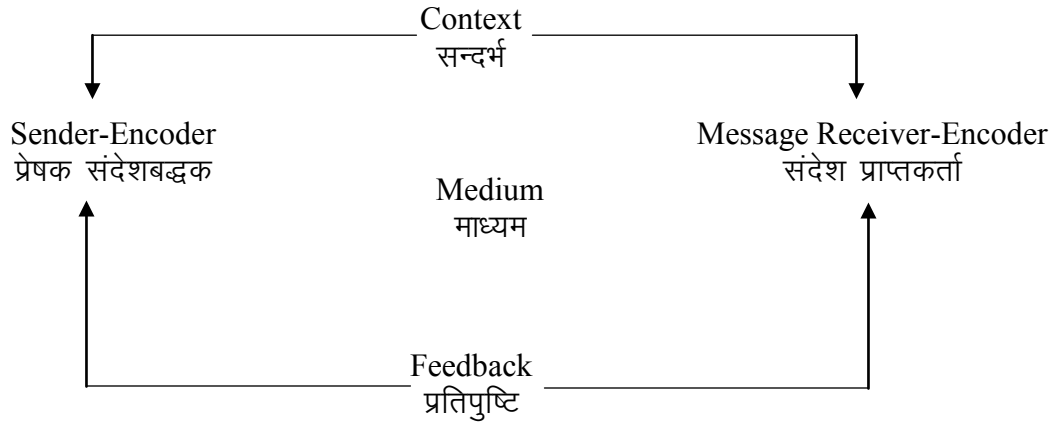 Context
सन्दर्भ
Sender-Encoder
प्रेषक संदेशबद्धक
Message Receiver-Encoder
संदेश प्राप्तकर्ता
Medium
माध्यम
Feedback
प्रतिपुष्टि